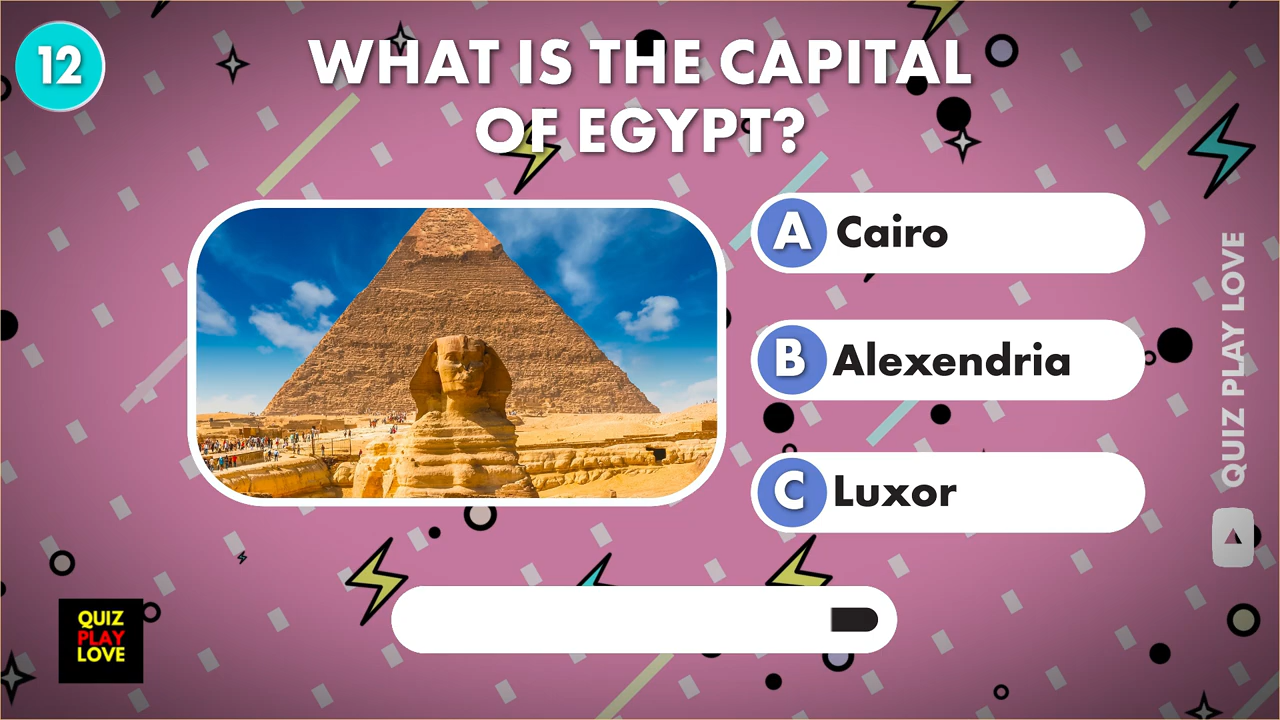 12
WHAT IS THE CAPITAL
OF EGYPT?
A Cairo
B Alexendria
C Luxor
QUIZ PLAY LOVE
QUIZ
PLAY
LOVE